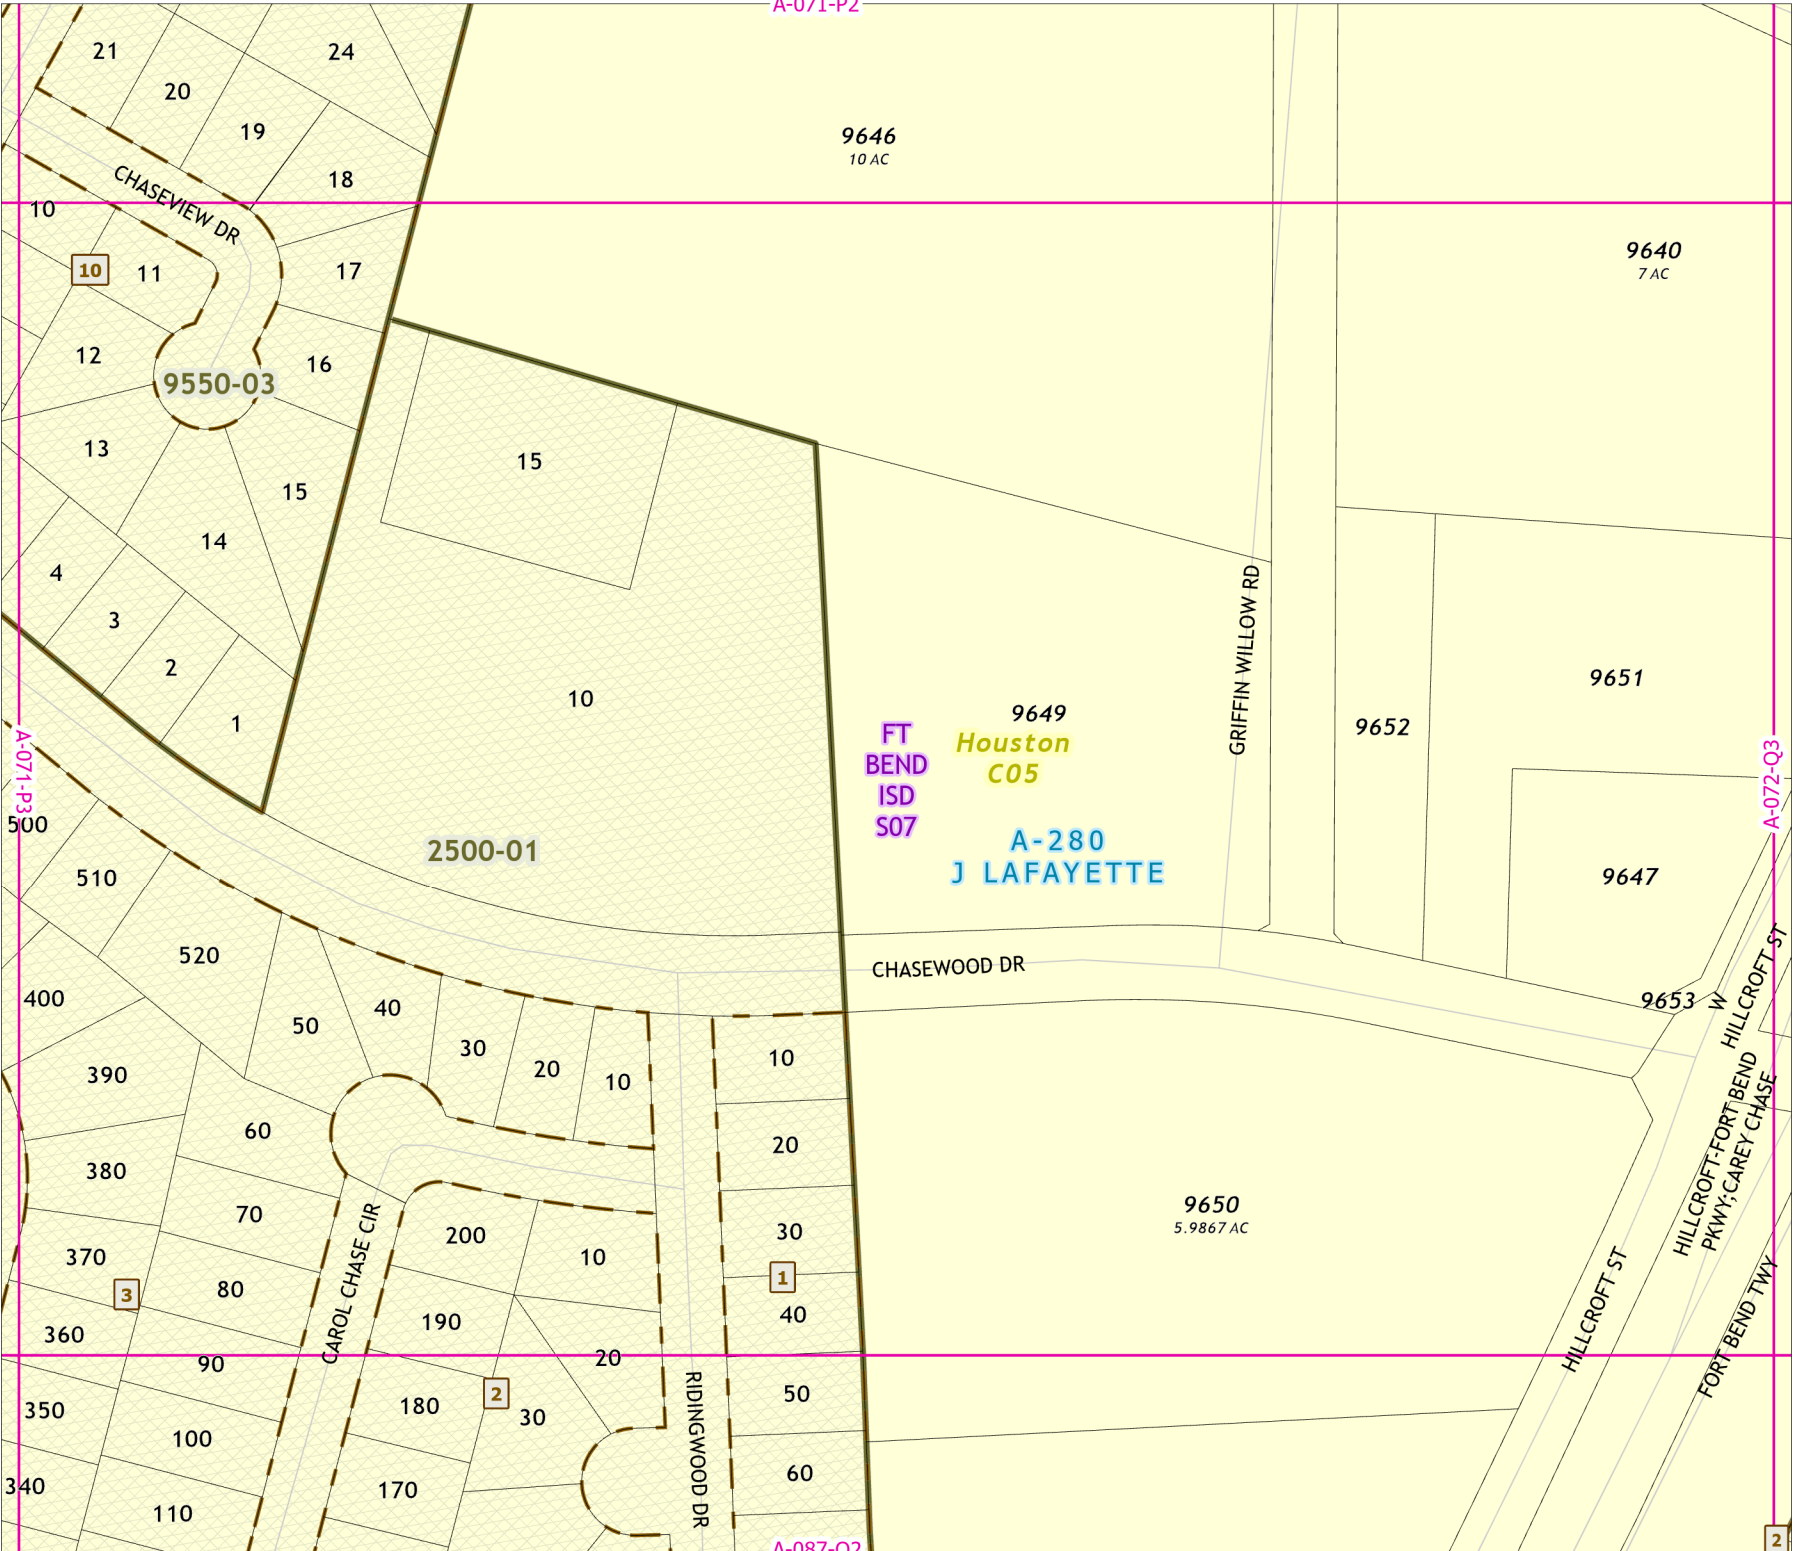 A-071-P2
21
24
20
19
18
9646
10 AC
CHASEVIEW DR
10
10
11
17
9640
7 AC
12
16
9550-03
13
15
15
14
4
3
2
1
10
GRIFFIN WILLOW RD
9649
FT
BEND
ISD
S07
Houston
C05
A-280
J LAFAYETTE
9652
9651
9647
A-071-P3
A-072-Q3
500
510
2500-01
520
CHASEWOOD DR
9653
W
HILLCROFT ST
400
50
40
30
20
10
10
390
60
20
380
70
200
10
30
9650
5.9867 AC
HILLCROFT-FORT BEND
PKWY;CAREY CHASE
370
3
80
CAROL CHASE CIR
1
40
360
190
90
20
HILLCROFT ST
FORT BEND TWY
350
180
2
30
50
RIDINGWOOD DR
100
340
170
60
110
A-087-Q2
2